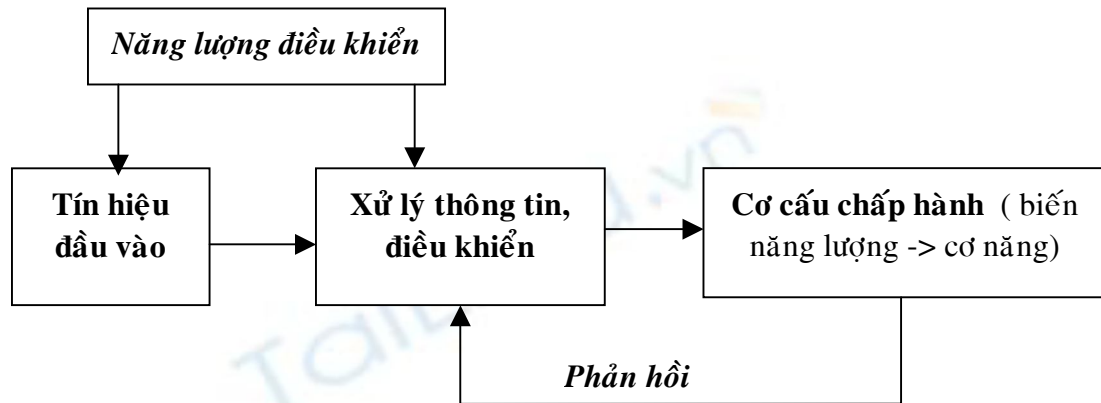 Năng lượng điều khiển
Tín hiệu
đầu vào
Xử lý thông tin,
điều khiển
Cơ cấu chấp hành ( biến
năng lượng -> cơ năng)
Phản hồi